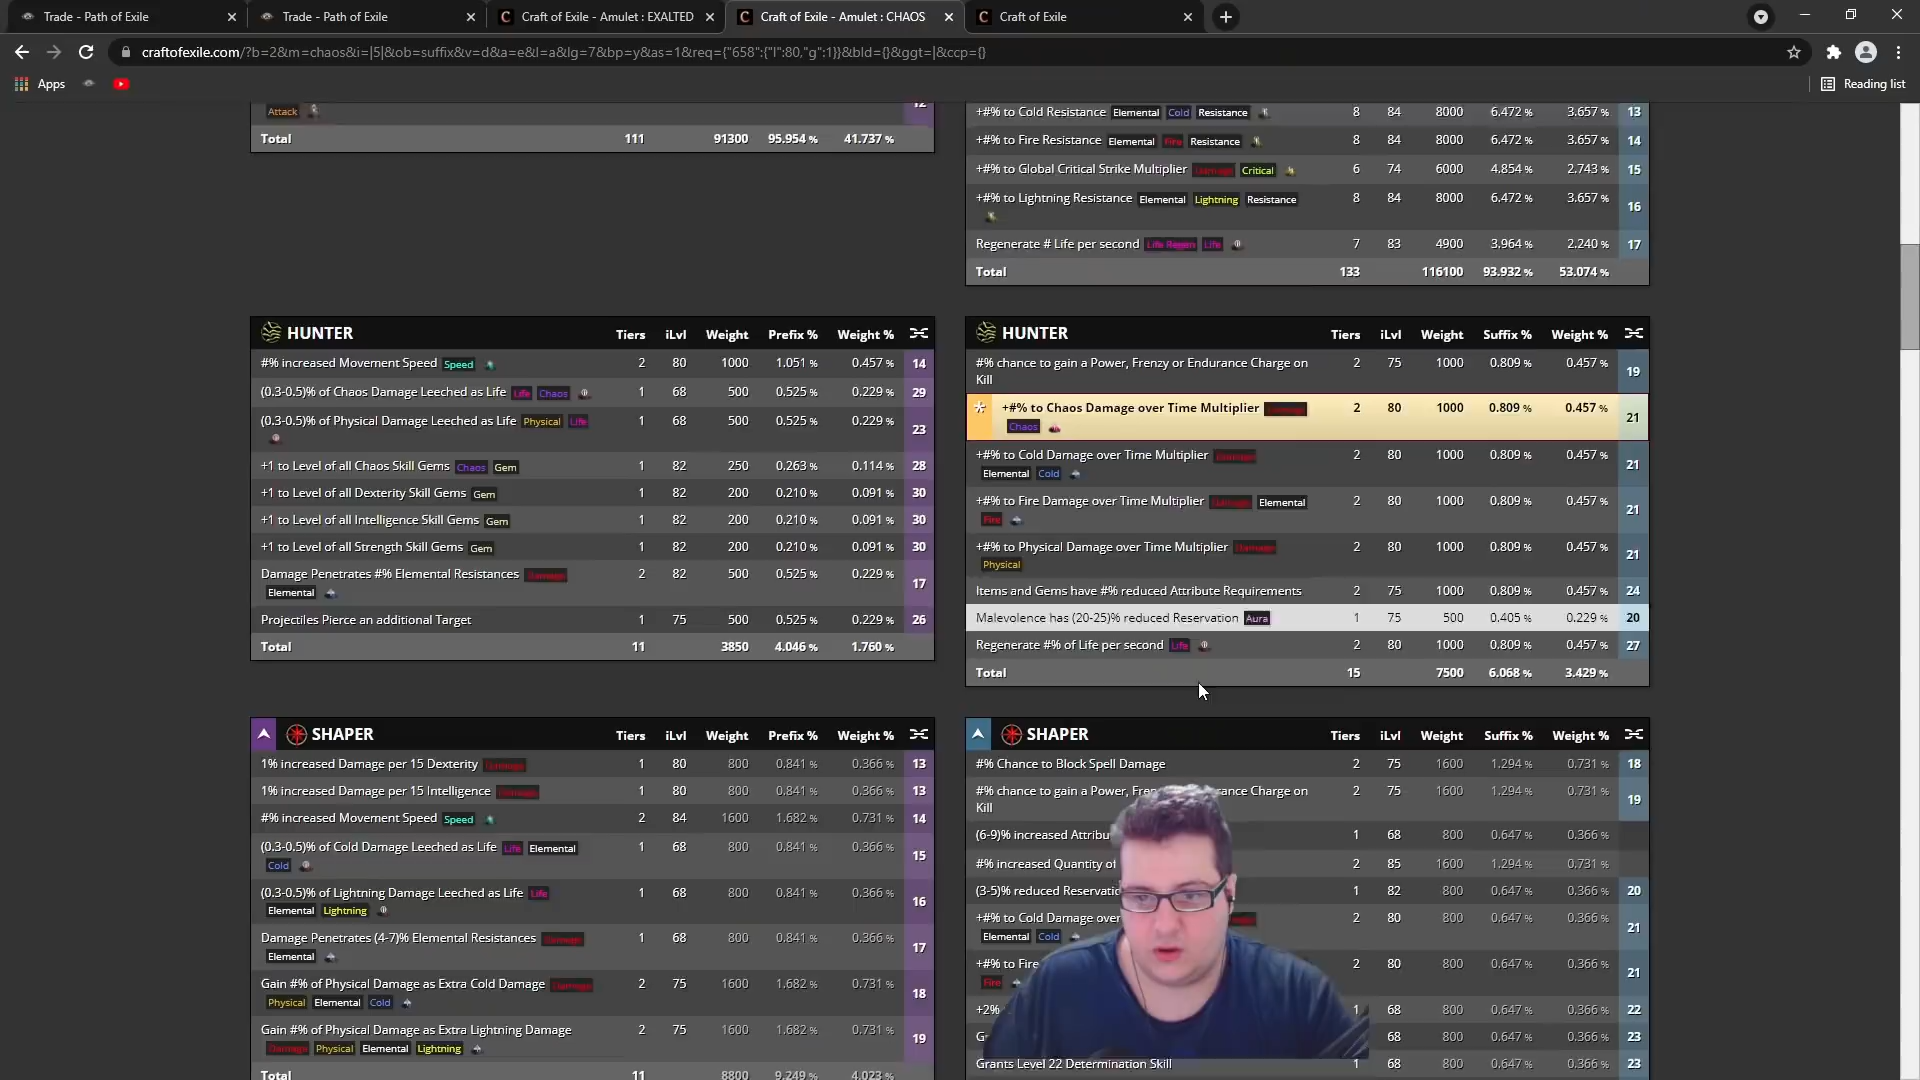 Trade - Path of Exile
Trade - Path of Exile
Craft of Exile - Amulet : EXALTED
Craft of Exile - Amulet : CHAOS
Craft of Exile
craftofexile.com/?b=2&m=chaos&i=|5|&ob=suffix&v=d&a=e&l=a&lg=7&bp=y&as=1&req={"658":{"l":80,"g":1}}&bld={}&ggt=|&ccp={}
Apps
Reading list
Attack 12
Total 111 91300 95.954 % 41.737 %
+#% to Cold Resistance Elemental Cold Resistance 8 84 8000 6.472 % 3.657 % 13
+#% to Fire Resistance Elemental Fire Resistance 8 84 8000 6.472 % 3.657 % 14
+#% to Global Critical Strike Multiplier Damage Critical 6 74 6000 4.854 % 2.743 % 15
+#% to Lightning Resistance Elemental Lightning Resistance 8 84 8000 6.472 % 3.657 % 16
Regenerate # Life per second Life Regen Life 7 83 4900 3.964 % 2.240 % 17
Total 133 116100 93.932 % 53.074 %
HUNTER Tiers iLvl Weight Prefix % Weight %
#% increased Movement Speed Speed 2 80 1000 1.051 % 0.457 % 14
(0.3-0.5)% of Chaos Damage Leeched as Life Life Chaos 1 68 500 0.525 % 0.229 % 29
(0.3-0.5)% of Physical Damage Leeched as Life Physical Life 1 68 500 0.525 % 0.229 % 23
+1 to Level of all Chaos Skill Gems Chaos Gem 1 82 250 0.263 % 0.114 % 28
+1 to Level of all Dexterity Skill Gems Gem 1 82 200 0.210 % 0.091 % 30
+1 to Level of all Intelligence Skill Gems Gem 1 82 200 0.210 % 0.091 % 30
+1 to Level of all Strength Skill Gems Gem 1 82 200 0.210 % 0.091 % 30
Damage Penetrates #% Elemental Resistances Damage 2 82 500 0.525 % 0.229 % 17
Elemental
Projectiles Pierce an additional Target 1 75 500 0.525 % 0.229 % 26
Total 11 3850 4.046 % 1.760 %
HUNTER Tiers iLvl Weight Suffix % Weight %
#% chance to gain a Power, Frenzy or Endurance Charge on 2 75 1000 0.809 % 0.457 % 19
Kill
+#% to Chaos Damage over Time Multiplier Damage 2 80 1000 0.809 % 0.457 % 21
Chaos
+#% to Cold Damage over Time Multiplier Damage 2 80 1000 0.809 % 0.457 % 21
Elemental Cold
+#% to Fire Damage over Time Multiplier Damage Elemental 2 80 1000 0.809 % 0.457 % 21
Fire
+#% to Physical Damage over Time Multiplier Damage 2 80 1000 0.809 % 0.457 % 21
Physical
Items and Gems have #% reduced Attribute Requirements 2 75 1000 0.809 % 0.457 % 24
Malevolence has (20-25)% reduced Reservation Aura 1 75 500 0.405 % 0.229 % 20
Regenerate #% of Life per second Life 2 80 1000 0.809 % 0.457 % 27
Total 15 7500 6.068 % 3.429 %
SHAPER Tiers iLvl Weight Prefix % Weight %
1% increased Damage per 15 Dexterity Damage 1 80 800 0.841 % 0.366 % 13
1% increased Damage per 15 Intelligence Damage 1 80 800 0.841 % 0.366 % 13
#% increased Movement Speed Speed 2 84 1600 1.682 % 0.731 % 14
(0.3-0.5)% of Cold Damage Leeched as Life Life Elemental 1 68 800 0.841 % 0.366 % 15
Cold
(0.3-0.5)% of Lightning Damage Leeched as Life Life 1 68 800 0.841 % 0.366 % 16
Elemental Lightning
Damage Penetrates (4-7)% Elemental Resistances Damage 1 68 800 0.841 % 0.366 % 17
Elemental
Gain #% of Physical Damage as Extra Cold Damage Damage 2 75 1600 1.682 % 0.731 % 18
Physical Elemental Cold
Gain #% of Physical Damage as Extra Lightning Damage 2 75 1600 1.682 % 0.731 % 19
Damage Physical Elemental Lightning
Total 11 8800 9.249 % 4.023 %
SHAPER Tiers iLvl Weight Suffix % Weight %
#% Chance to Block Spell Damage 2 75 1600 1.294 % 0.731 % 18
#% chance to gain a Power, Charge on 2 75 1600 1.294 % 0.731 % 19
Kill
(6-9)% increased 1 68 800 0.647 % 0.366 %
#% increased Quantity of 2 85 1600 1.294 % 0.731 %
(3-5)% reduced 1 82 800 0.647 % 0.366 % 20
+#% to Cold Damage over 2 80 800 0.647 % 0.366 % 21
Elemental Cold
+#% to Fire 2 80 800 0.647 % 0.366 % 21
Fire
+2% 1 68 800 0.647 % 0.366 % 22
1 68 800 0.647 % 0.366 % 23
Grants Level 22 Determination Skill 1 68 800 0.647 % 0.366 % 23